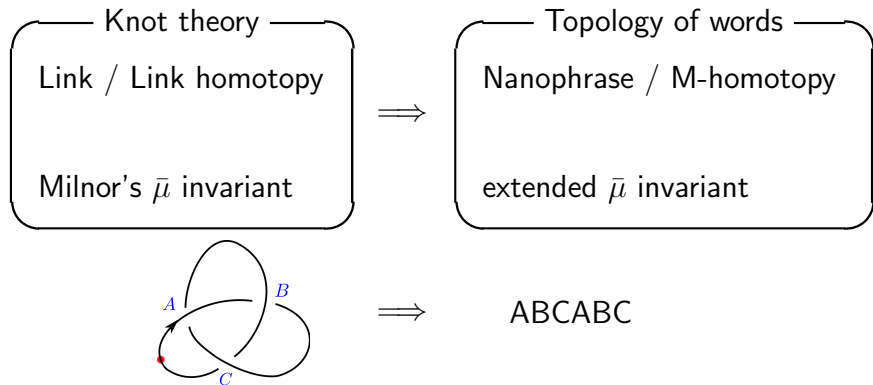 Knot theory
Link / Link homotopy
Milnor's μ̄ invariant
⟹
Topology of words
Nanophrase / M-homotopy
extended μ̄ invariant
A
B
C
⟹
ABCABC